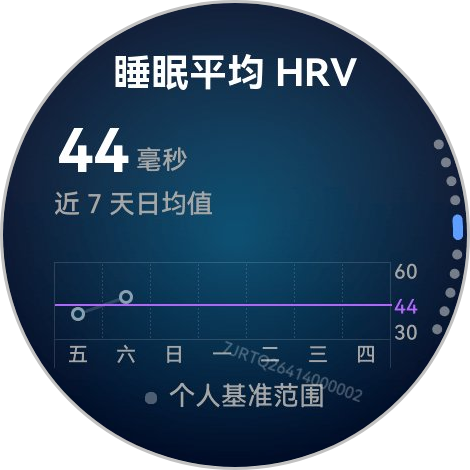 睡眠平均 HRV
44 毫秒
近 7 天日均值
60
44
30
五 六 日 一 二 三 四
个人基准范围
ZJRTQ26414000002